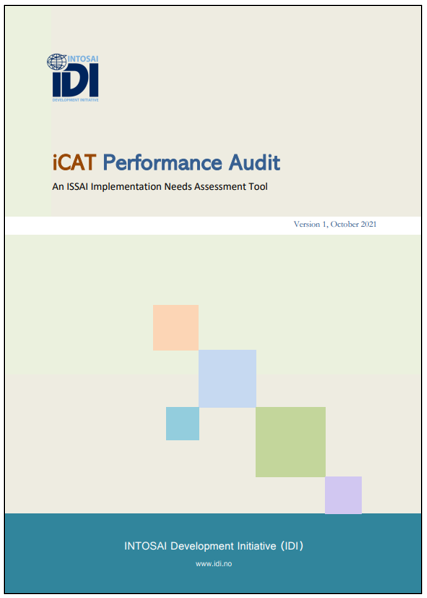 INTOSAI
IDI
DEVELOPMENT INITIATIVE
iCAT Performance Audit
An ISSAI Implementation Needs Assessment Tool
Version 1, October 2021
INTOSAI Development Initiative (IDI)
www.idi.no